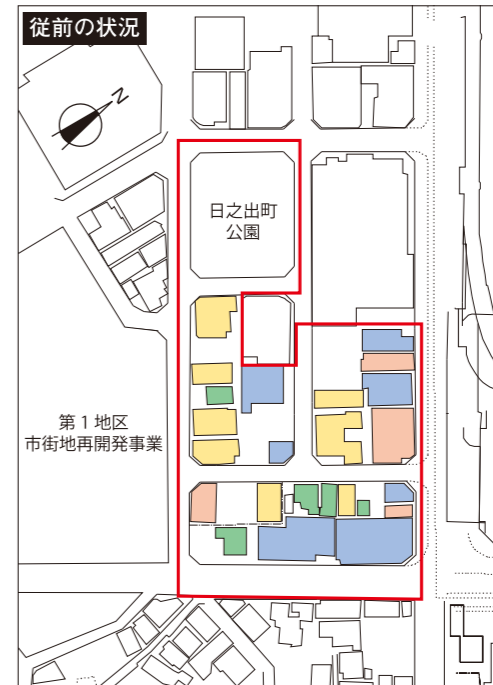 従前の状況
N
日之出町
公園
第1地区
市街地再開発事業